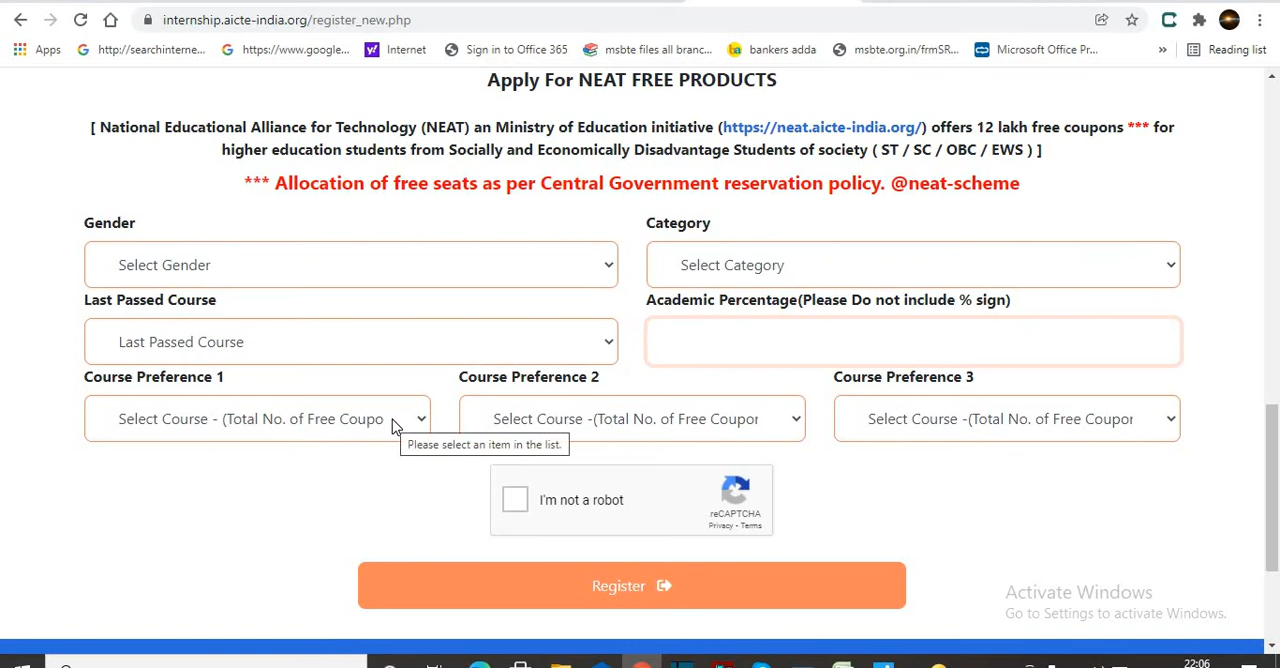 internship.aicte-india.org/register_new.php
Apps
http://searchinterne...
https://www.google...
Internet
Sign in to Office 365
msbte files all branc...
bankers adda
msbte.org.in/frmSR...
Microsoft Office Pr...
»
Reading list
Apply For NEAT FREE PRODUCTS
[ National Educational Alliance for Technology (NEAT) an Ministry of Education initiative (https://neat.aicte-india.org/) offers 12 lakh free coupons *** for
higher education students from Socially and Economically Disadvantage Students of society ( ST / SC / OBC / EWS ) ]
*** Allocation of free seats as per Central Government reservation policy. @neat-scheme
Gender
Category
Select Gender
Select Category
Last Passed Course
Academic Percentage(Please Do not include % sign)
Last Passed Course
Course Preference 1
Course Preference 2
Course Preference 3
Select Course - (Total No. of Free Coupo
Select Course -(Total No. of Free Coupor
Select Course -(Total No. of Free Coupor
Please select an item in the list.
I'm not a robot
reCAPTCHA
Privacy - Terms
Register
Activate Windows
Go to Settings to activate Windows.
22:06